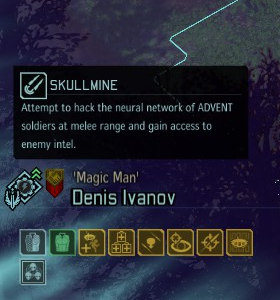 SKULLMINE
Attempt to hack the neural network of ADVENT
soldiers at melee range and gain access to
enemy intel.
'Magic Man'
Denis Ivanov